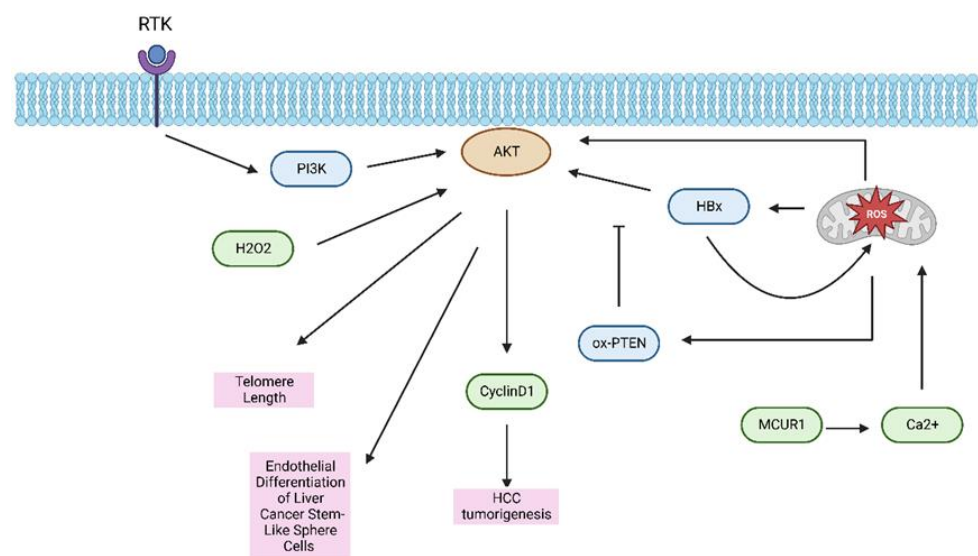 RTK
AKT
PI3K
HBx
ROS
H2O2
ox-PTEN
Telomere
Length
CyclinD1
MCUR1
Ca2+
Endothelial
Differentiation
of Liver
Cancer Stem-
Like Sphere
Cells
HCC
tumorigenesis